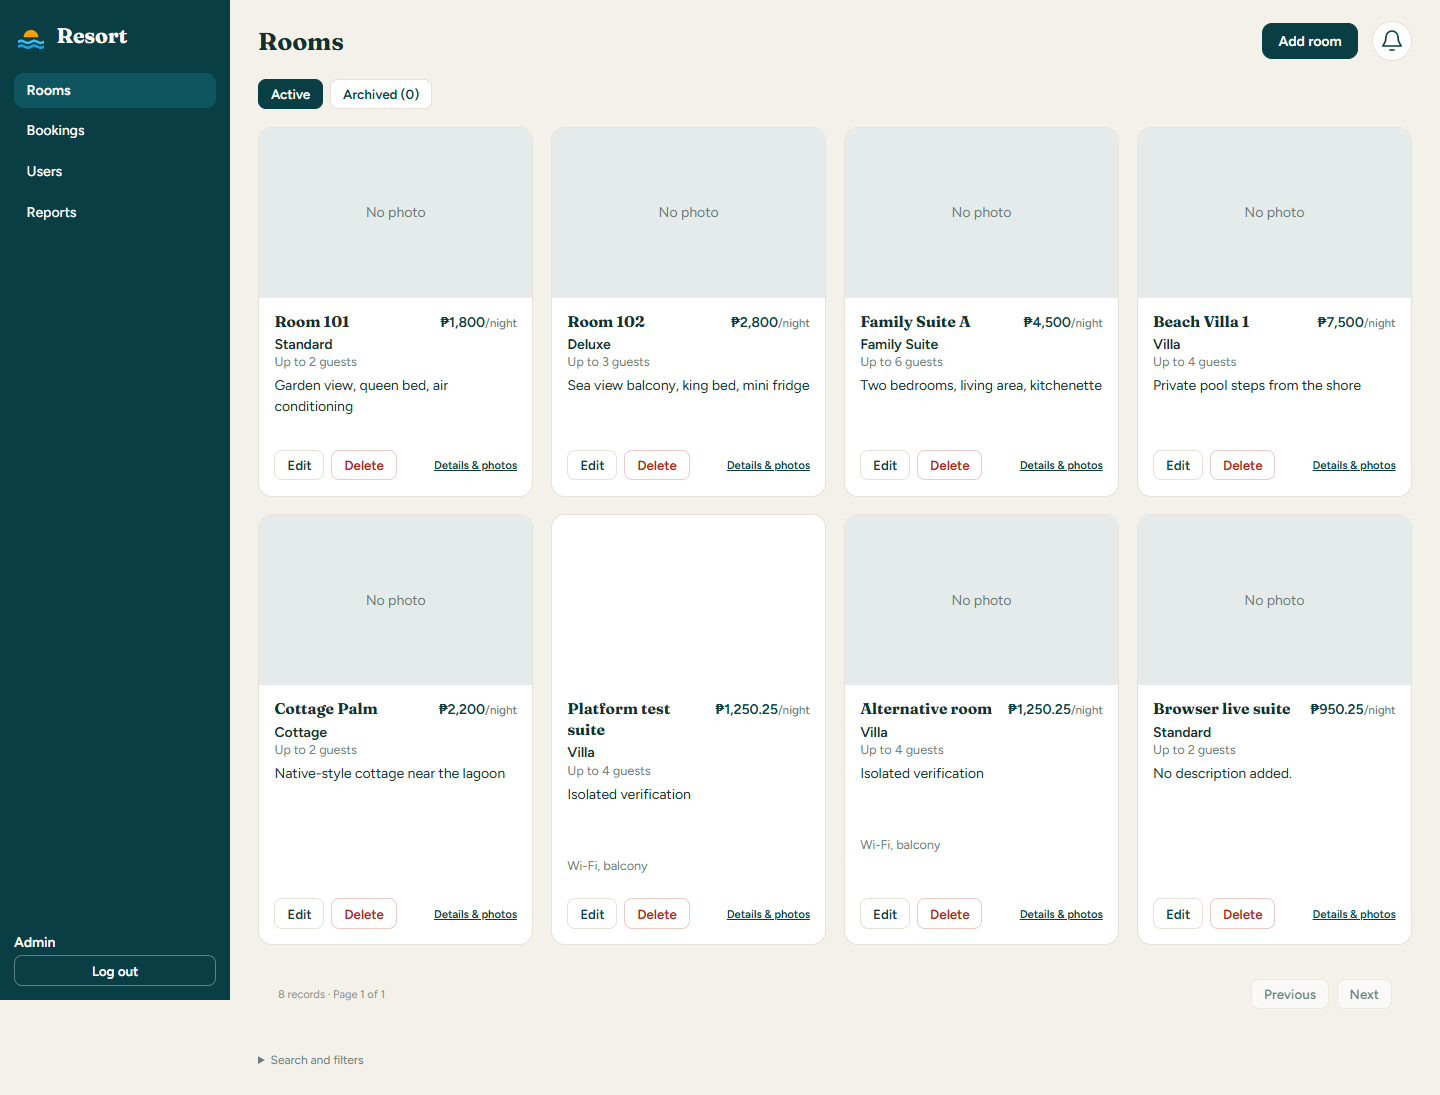 Resort
Rooms
Bookings
Users
Reports
Admin
Log out
Rooms
Add room
Active
Archived (0)
No photo
Room 101
₱1,800/night
Standard
Up to 2 guests
Garden view, queen bed, air
conditioning
Edit
Delete
Details & photos
No photo
Room 102
₱2,800/night
Deluxe
Up to 3 guests
Sea view balcony, king bed, mini fridge
Edit
Delete
Details & photos
No photo
Family Suite A
₱4,500/night
Family Suite
Up to 6 guests
Two bedrooms, living area, kitchenette
Edit
Delete
Details & photos
No photo
Beach Villa 1
₱7,500/night
Villa
Up to 4 guests
Private pool steps from the shore
Edit
Delete
Details & photos
No photo
Cottage Palm
₱2,200/night
Cottage
Up to 2 guests
Native-style cottage near the lagoon
Edit
Delete
Details & photos
Platform test
suite
₱1,250.25/night
Villa
Up to 4 guests
Isolated verification
Wi-Fi, balcony
Edit
Delete
Details & photos
No photo
Alternative room
₱1,250.25/night
Villa
Up to 4 guests
Isolated verification
Wi-Fi, balcony
Edit
Delete
Details & photos
No photo
Browser live suite
₱950.25/night
Standard
Up to 2 guests
No description added.
Edit
Delete
Details & photos
8 records · Page 1 of 1
Previous
Next
Search and filters